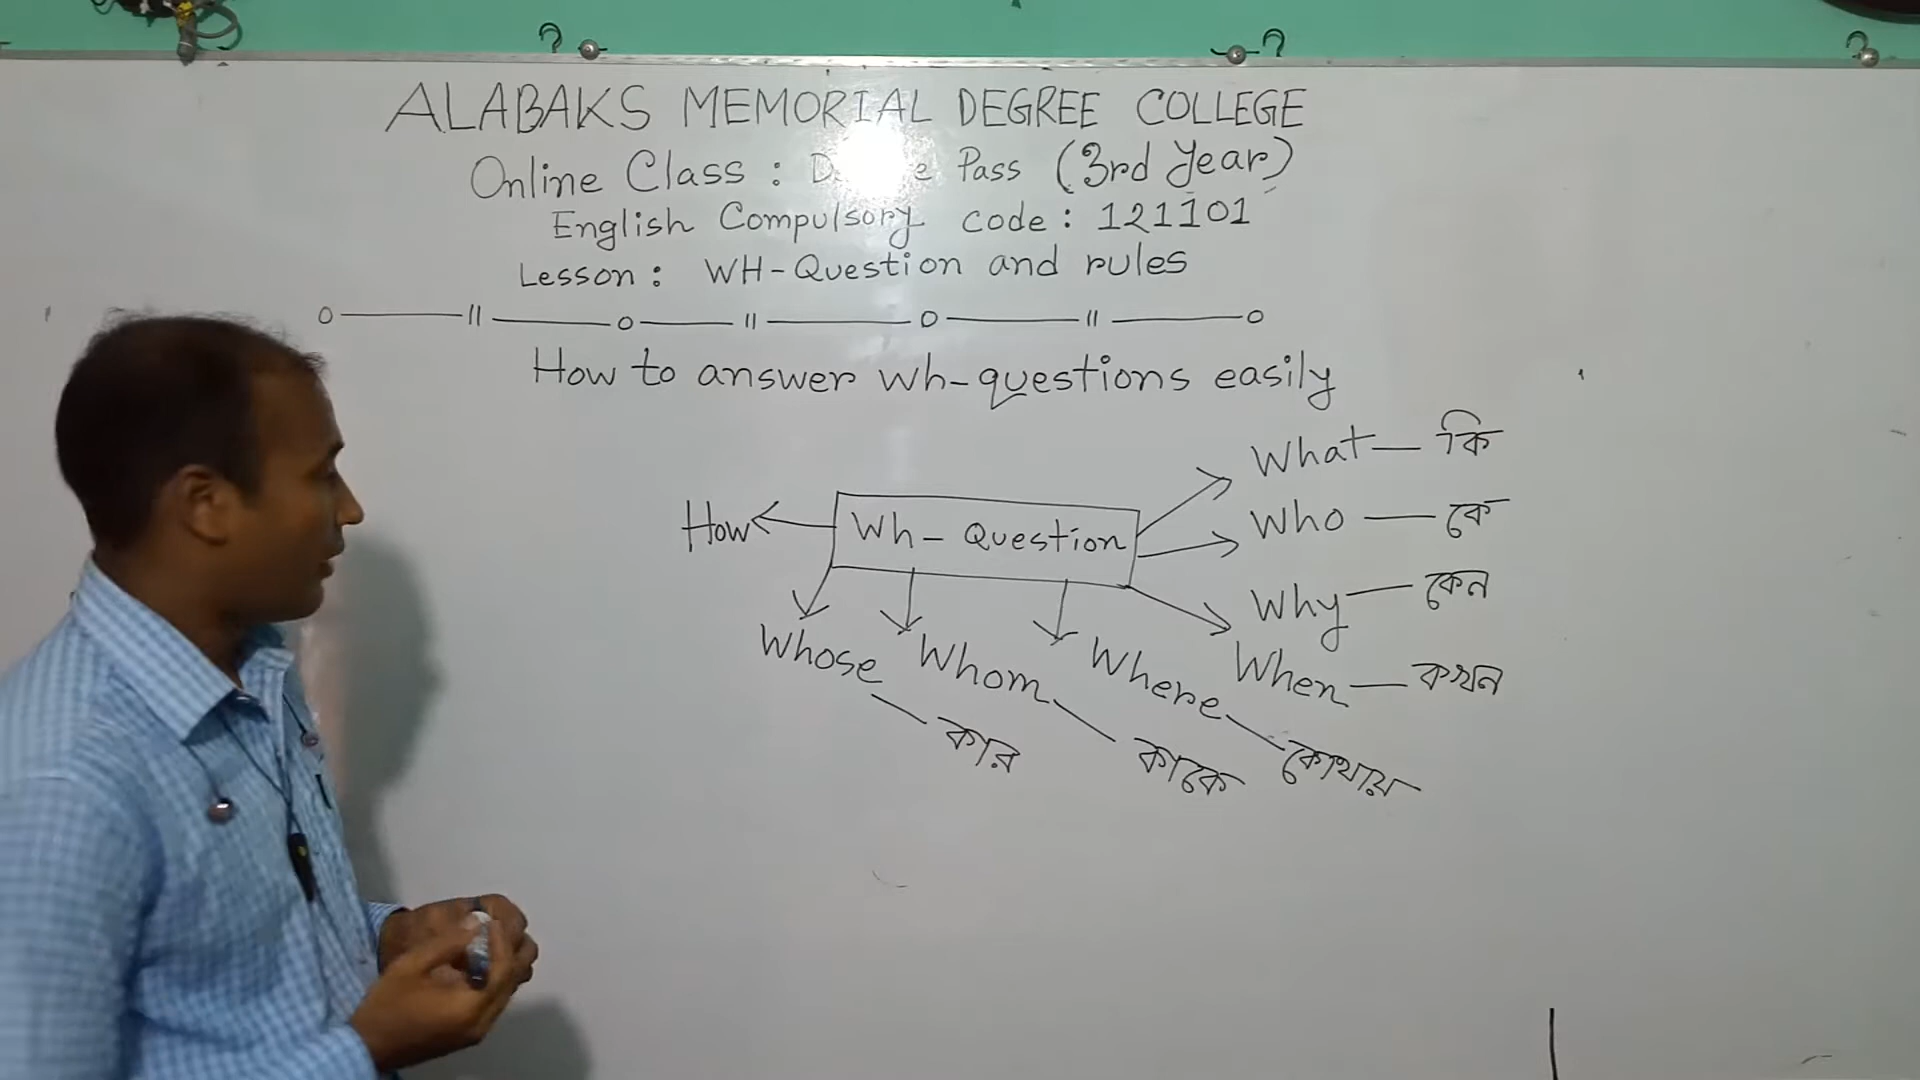 ALABAKS MEMORIAL DEGREE COLLEGE
Online Class : Pass (3rd Year)
English Compulsory code : 121101
Lesson : WH-Question and rules
How to answer wh-questions easily
What — কি
How Wh-Question Who — কে
Why — কেন
When — কখন
Whose — কার
Whom — কাকে
Where — কোথায়